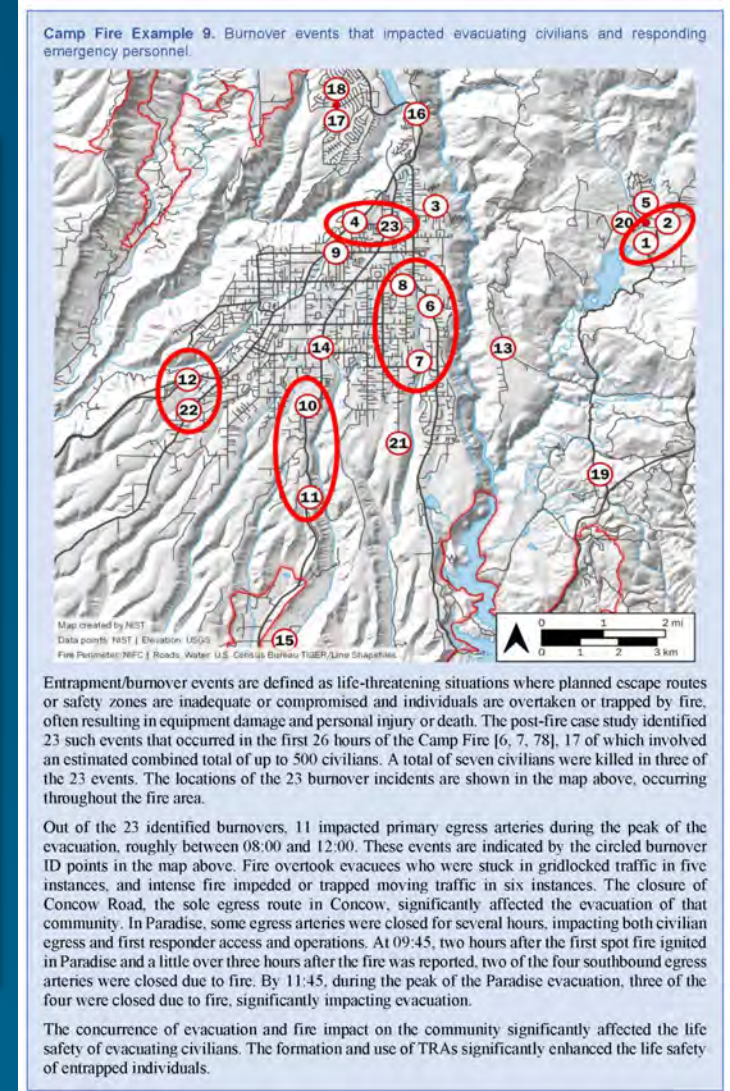 Camp Fire Example 9. Burnover events that impacted evacuating civilians and responding
emergency personnel.
18
17
16
3
5
4
23
20
2
1
9
8
6
14
7
13
12
10
22
21
11
19
15
Map created by NIST
Data points: NIST | Elevation: USGS
Fire Perimeter: NIFC | Roads, Water: U.S. Census Bureau TIGER/Line Shapefiles
0 1 2 mi
0 1 2 3 km
Entrapment/burnover events are defined as life-threatening situations where planned escape routes
or safety zones are inadequate or compromised and individuals are overtaken or trapped by fire,
often resulting in equipment damage and personal injury or death. The post-fire case study identified
23 such events that occurred in the first 26 hours of the Camp Fire [6, 7, 78], 17 of which involved
an estimated combined total of up to 500 civilians. A total of seven civilians were killed in three of
the 23 events. The locations of the 23 burnover incidents are shown in the map above, occurring
throughout the fire area.
Out of the 23 identified burnovers, 11 impacted primary egress arteries during the peak of the
evacuation, roughly between 08:00 and 12:00. These events are indicated by the circled burnover
ID points in the map above. Fire overtook evacuees who were stuck in gridlocked traffic in five
instances, and intense fire impeded or trapped moving traffic in six instances. The closure of
Concow Road, the sole egress route in Concow, significantly affected the evacuation of that
community. In Paradise, some egress arteries were closed for several hours, impacting both civilian
egress and first responder access and operations. At 09:45, two hours after the first spot fire ignited
in Paradise and a little over three hours after the fire was reported, two of the four southbound egress
arteries were closed due to fire. By 11:45, during the peak of the Paradise evacuation, three of the
four were closed due to fire, significantly impacting evacuation.
The concurrence of evacuation and fire impact on the community significantly affected the life
safety of evacuating civilians. The formation and use of TRAs significantly enhanced the life safety
of entrapped individuals.